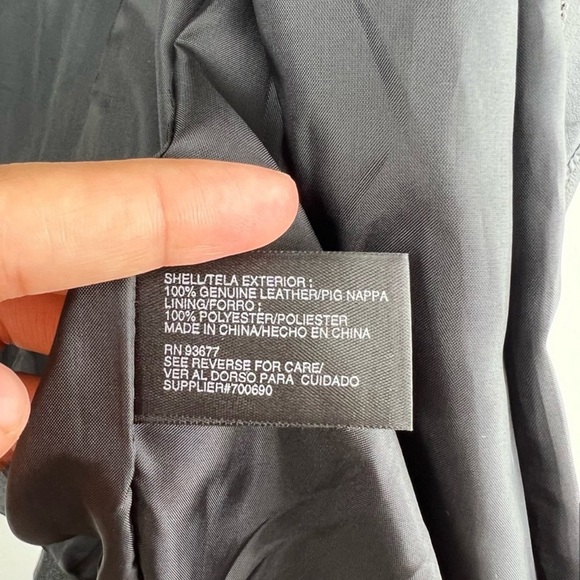 SHELL/TELA EXTERIOR :
100% GENUINE LEATHER/PIG NAPPA
LINING/FORRO :
100% POLYESTER/POLIESTER
MADE IN CHINA/HECHO EN CHINA
RN 93677
SEE REVERSE FOR CARE/
VER AL DORSO PARA CUIDADO
SUPPLIER#700690